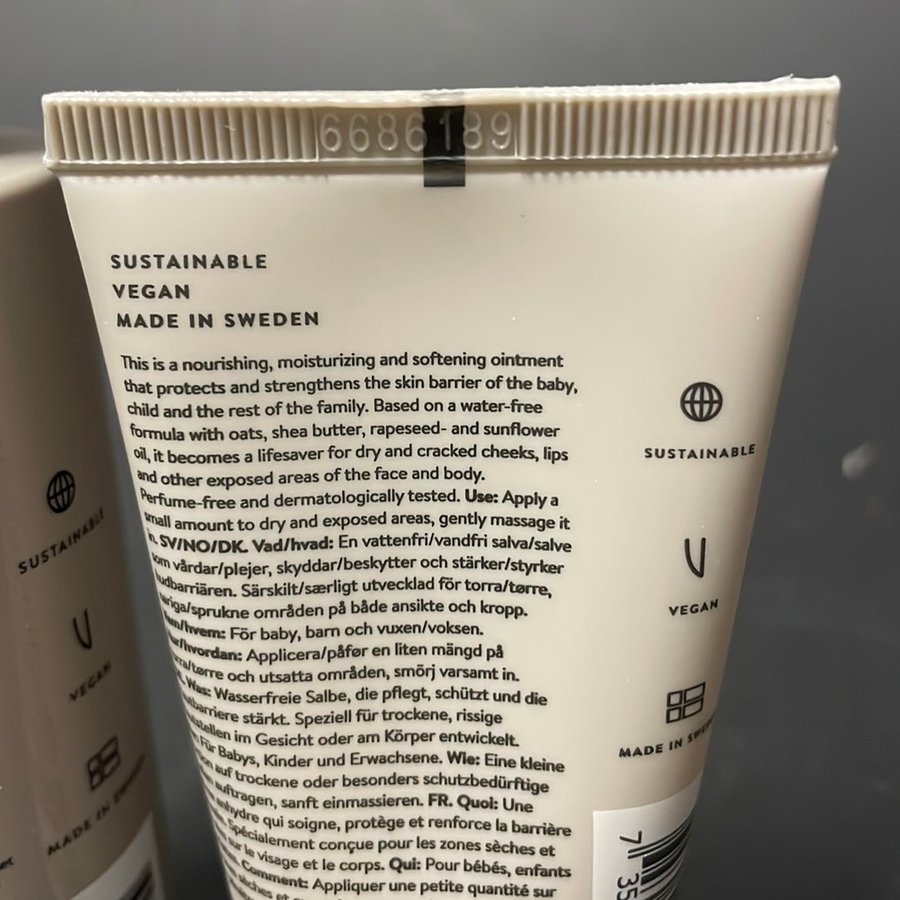 6686189
SUSTAINABLE
VEGAN
MADE IN SWEDEN
This is a nourishing, moisturizing and softening ointment
that protects and strengthens the skin barrier of the baby,
child and the rest of the family. Based on a water-free
formula with oats, shea butter, rapeseed- and sunflower
oil, it becomes a lifesaver for dry and cracked cheeks, lips
and other exposed areas of the face and body.
Perfume-free and dermatologically tested. Use: Apply a
small amount to dry and exposed areas, gently massage it
in. SV/NO/DK. Vad/hvad: En vattenfri/vandfri salva/salve
som vårdar/plejer, skyddar/beskytter och stärker/styrker
hudbarriären. Särskilt/særligt utvecklad för torra/tørre,
/sprukne områden på både ansikte och kropp.
/hvem: För baby, barn och vuxen/voksen.
/hvordan: Applicera/påfør en liten mängd på
/tørre och utsatta områden, smörj varsamt in.
Was: Wasserfreie Salbe, die pflegt, schützt und die
stärkt. Speziell für trockene, rissige
im Gesicht oder am Körper entwickelt.
Für Babys, Kinder und Erwachsene. Wie: Eine kleine
auf trockene oder besonders schutzbedürftige
auftragen, sanft einmassieren. FR. Quoi: Une
anhydre qui soigne, protège et renforce la barrière
Spécialement conçue pour les zones sèches et
sur le visage et le corps. Qui: Pour bébés, enfants
Comment: Appliquer une petite quantité sur
sèches et
SUSTAINABLE
VEGAN
MADE IN SWE
7 35
SUSTAINABLE
VEGAN
MADE IN